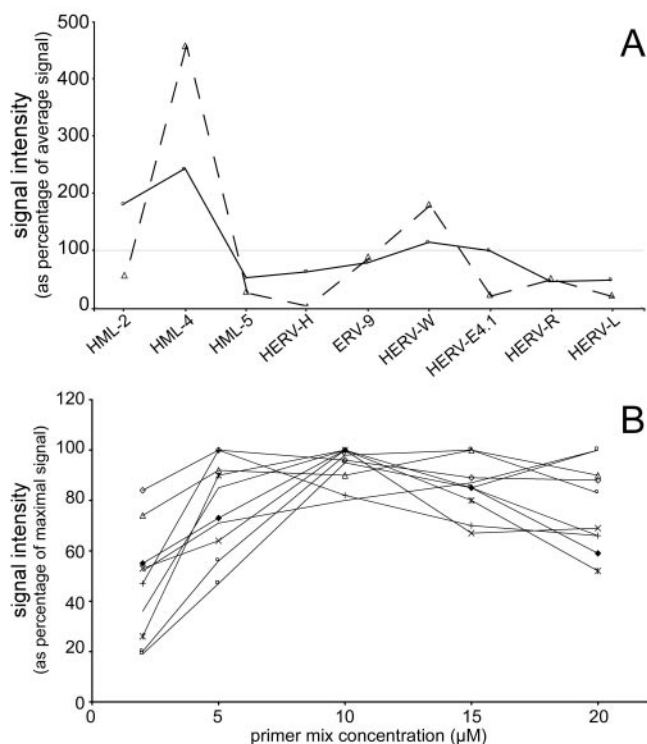 A
signal intensity
(as percentage of average signal)
500
400
300
200
100
0
HML-2
HML-4
HML-5
HERV-H
ERV-9
HERV-W
HERV-E4.1
HERV-R
HERV-L
B
signal intensity
(as percentage of maximal signal)
120
100
80
60
40
20
0
0
5
10
15
20
primer mix concentration (µM)